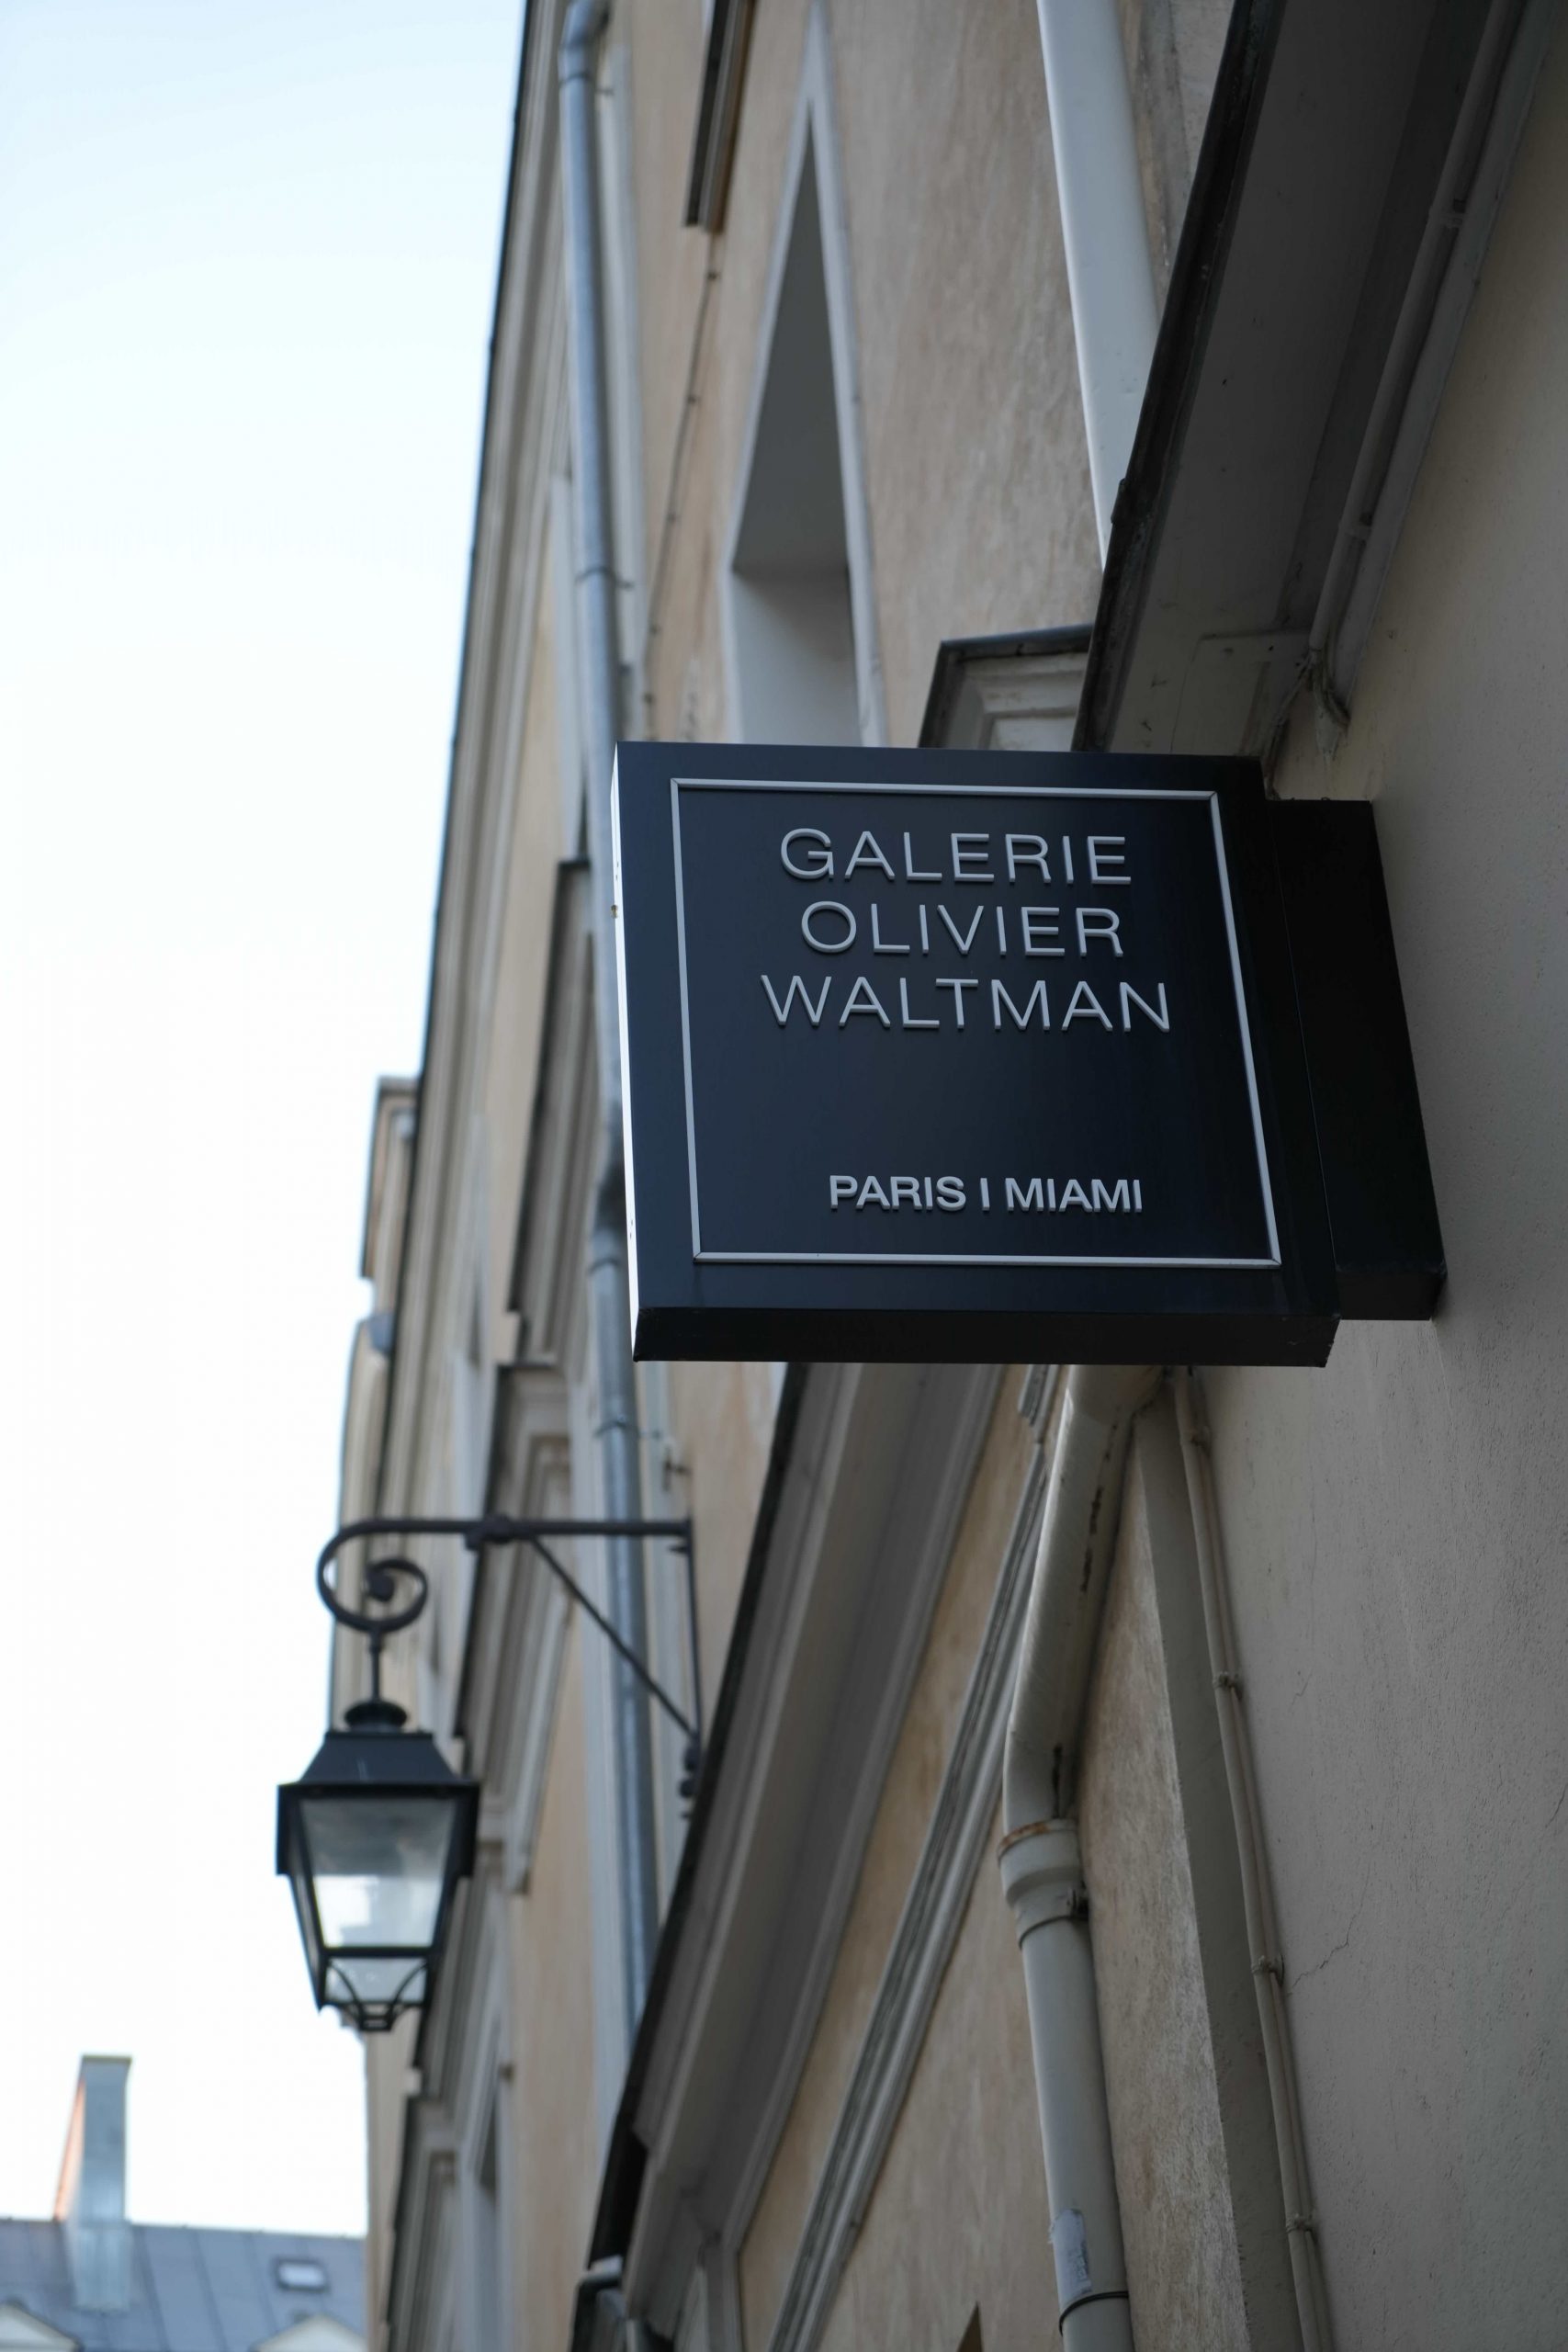 GALERIE
OLIVIER
WALTMAN
PARIS | MIAMI